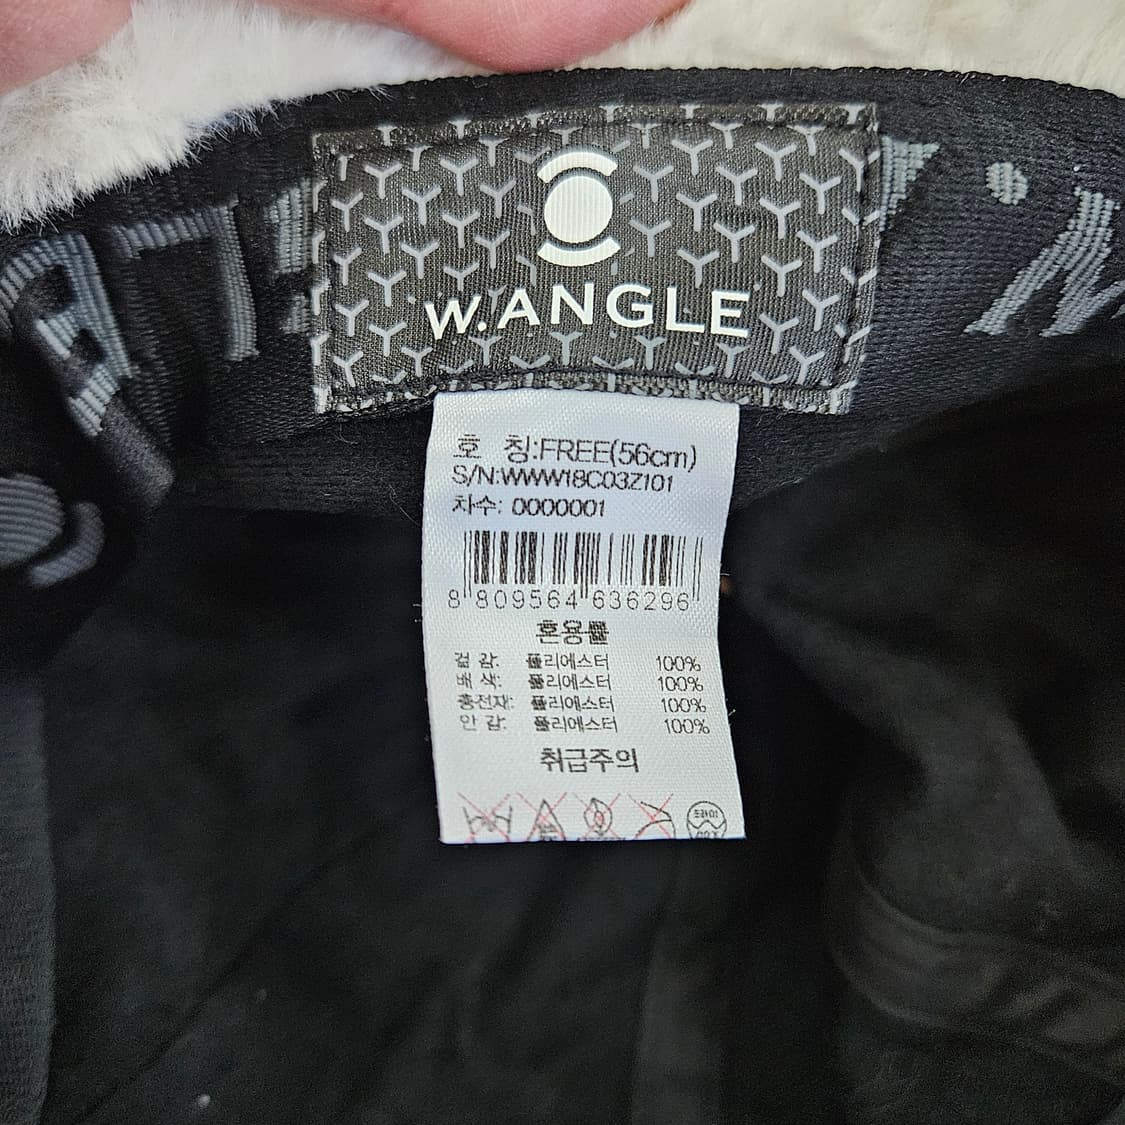 W.ANGLE
호 칭:FREE(56cm)
S/N:WWW18C03Z101
차수: 0000001
8 809564 636296
혼용률
겉 감: 폴리에스터 100%
배 색: 폴리에스터 100%
충전재: 폴리에스터 100%
안 감: 폴리에스터 100%
취급주의